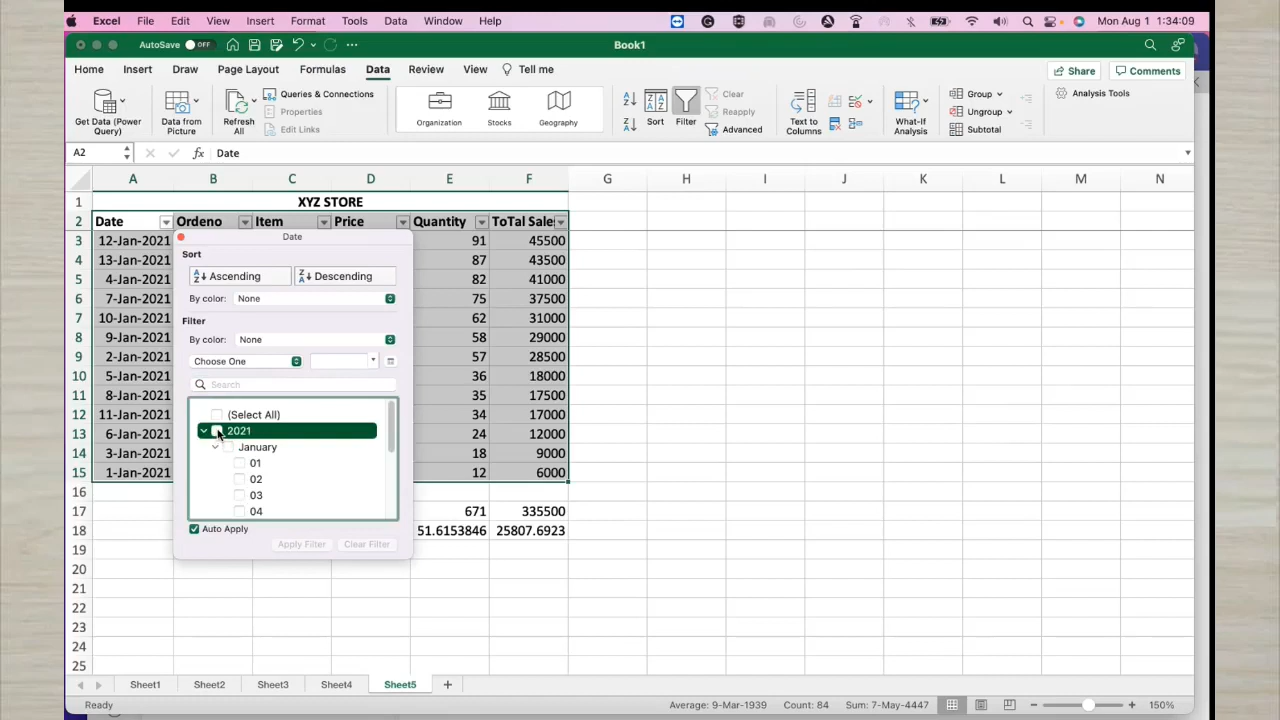 Excel File Edit View Insert Format Tools Data Window Help Mon Aug 1 1:34:09
AutoSave OFF Book1
Home Insert Draw Page Layout Formulas Data Review View Tell me Share Comments
Get Data (Power Query)
Data from Picture
Refresh All
Queries & Connections
Properties
Edit Links
Organization Stocks Geography
Sort Filter
Clear
Reapply
Advanced
Text to Columns
What-If Analysis
Group
Ungroup
Subtotal
Analysis Tools
A2 fx Date
A B C D E F G H I J K L M N
1 XYZ STORE
2 Date Ordeno Item Price Quantity ToTal Sale
3 12-Jan-2021 91 45500
4 13-Jan-2021 87 43500
5 4-Jan-2021 82 41000
6 7-Jan-2021 75 37500
7 10-Jan-2021 62 31000
8 9-Jan-2021 58 29000
9 2-Jan-2021 57 28500
10 5-Jan-2021 36 18000
11 8-Jan-2021 35 17500
12 11-Jan-2021 34 17000
13 6-Jan-2021 24 12000
14 3-Jan-2021 18 9000
15 1-Jan-2021 12 6000
16
17 671 335500
18 51.6153846 25807.6923
19
20
21
22
23
24
25
Date
Sort
A Z Ascending Z A Descending
By color: None
Filter
By color: None
Choose One
Search
(Select All)
2021
January
01
02
03
04
Auto Apply
Apply Filter Clear Filter
Sheet1 Sheet2 Sheet3 Sheet4 Sheet5 +
Ready Average: 9-Mar-1939 Count: 84 Sum: 7-May-4447 150%